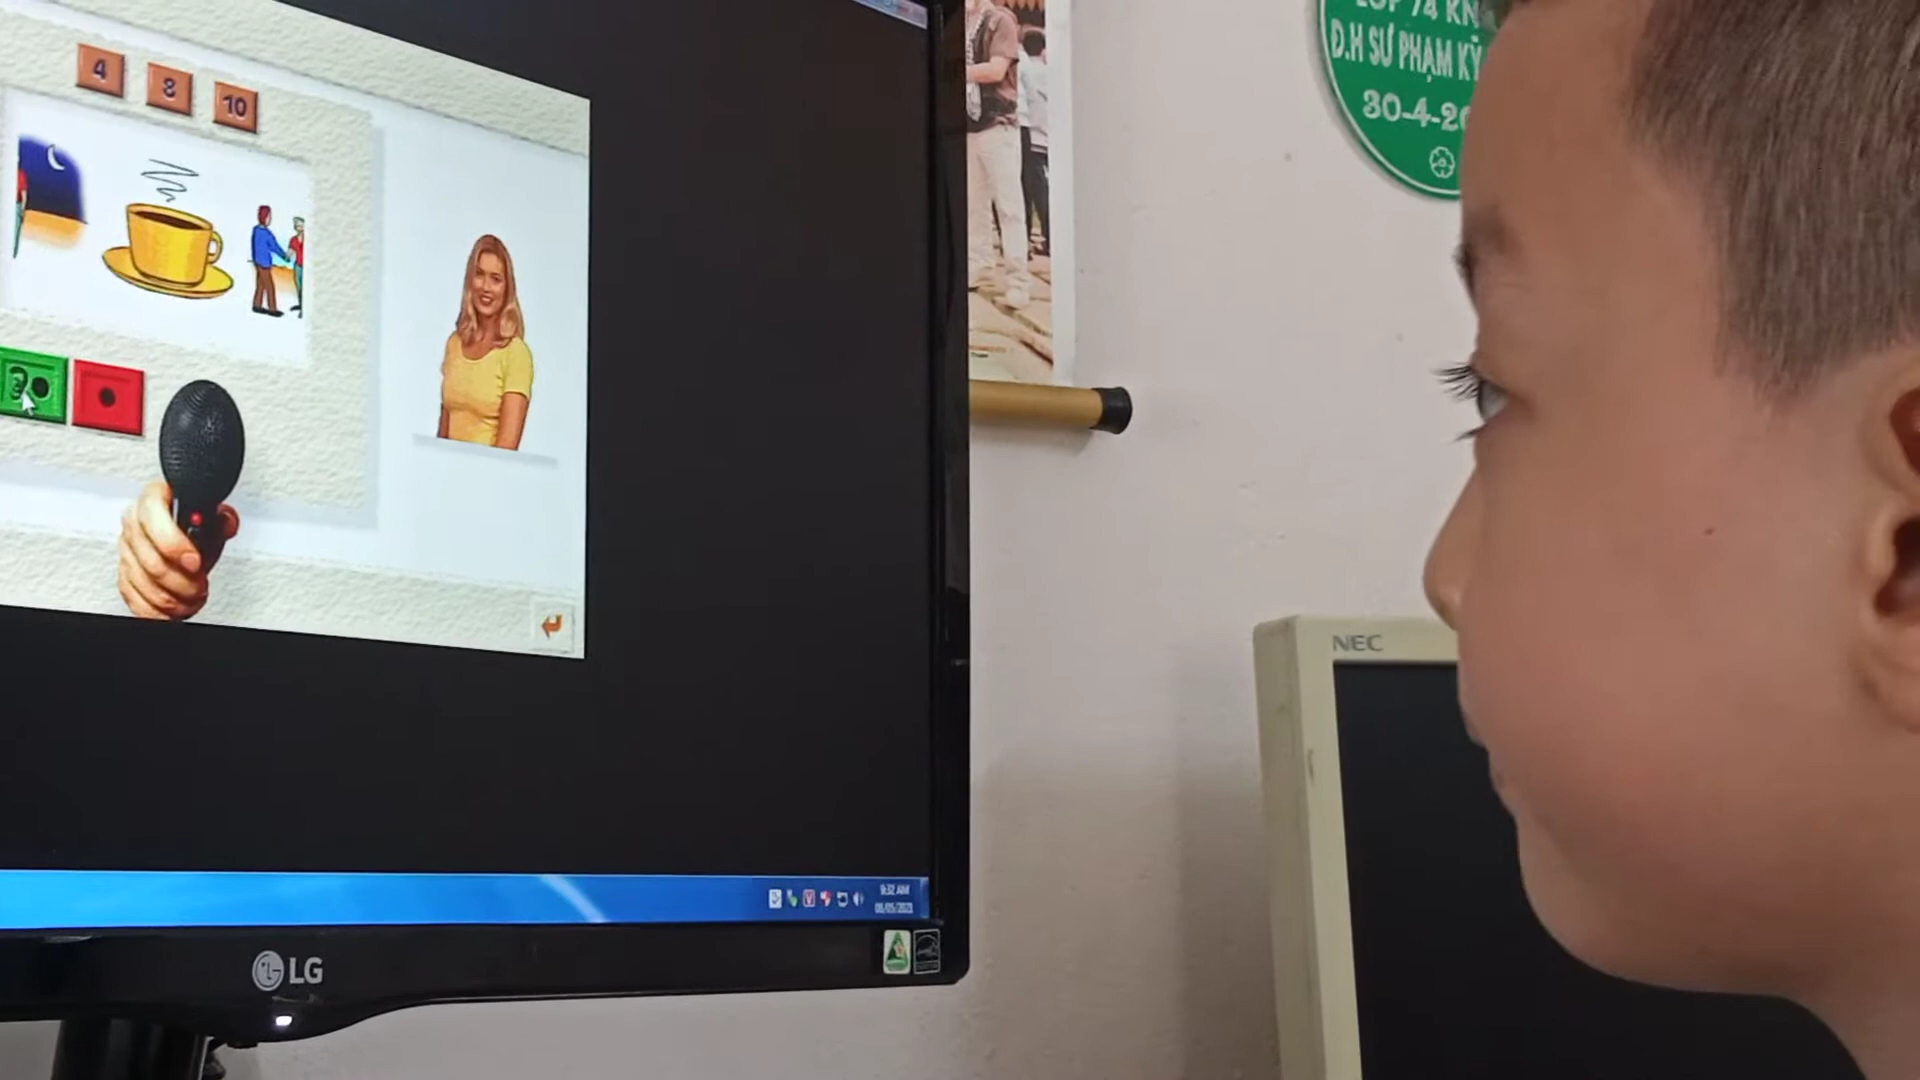 4
8
10
LỚP 74 KN
Đ.H SƯ PHẠM KỸ
30-4-20
NEC
9:32 AM
LG